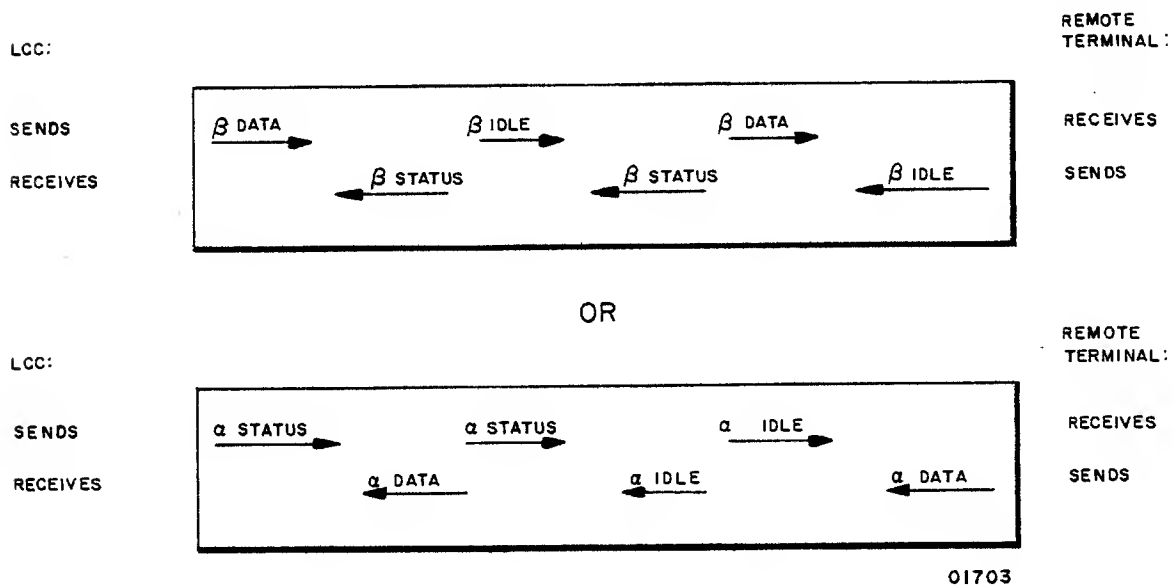 LCC:
REMOTE
TERMINAL:
SENDS
β DATA
β IDLE
β DATA
RECEIVES
RECEIVES
β STATUS
β STATUS
β IDLE
SENDS
OR
LCC:
REMOTE
TERMINAL:
SENDS
α STATUS
α STATUS
α IDLE
RECEIVES
RECEIVES
α DATA
α IDLE
α DATA
SENDS
01703